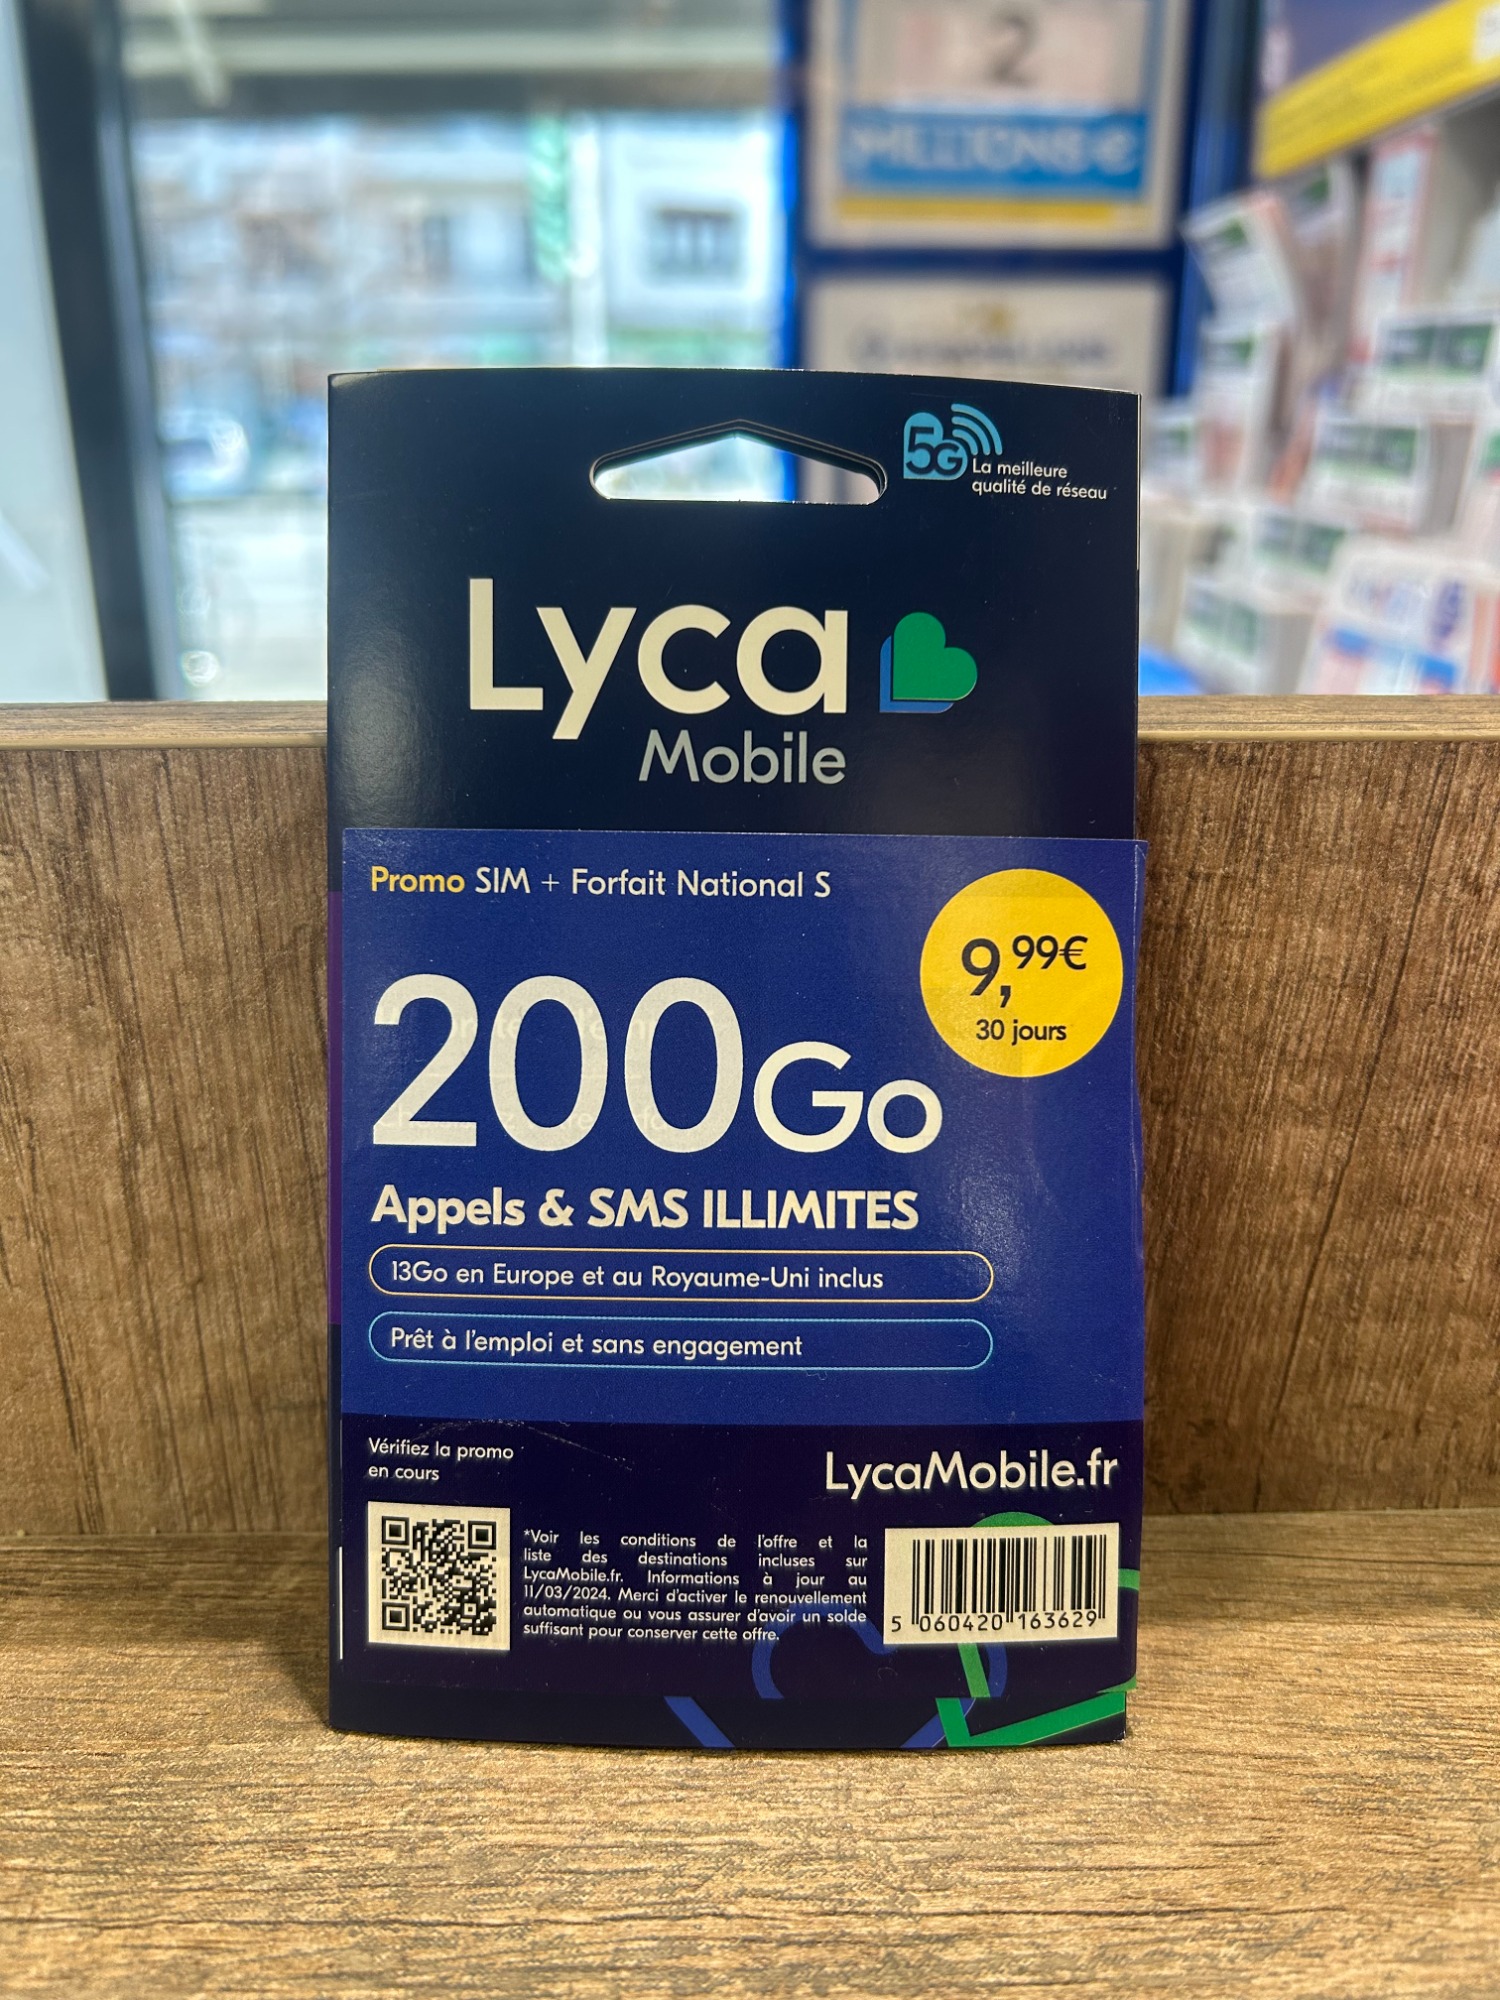 2
MILLIONS €
5G
La meilleure
qualité de réseau
Lyca
Mobile
Promo SIM + Forfait National S
9,99€
30 jours
200Go
Appels & SMS ILLIMITES
13Go en Europe et au Royaume-Uni inclus
Prêt à l'emploi et sans engagement
Vérifiez la promo
en cours
LycaMobile.fr
*Voir les conditions de l'offre et la
liste des destinations incluses sur
LycaMobile.fr. Informations à jour au
11/03/2024. Merci d'activer le renouvellement
automatique ou vous assurer d'avoir un solde
suffisant pour conserver cette offre.
5 060420 163629